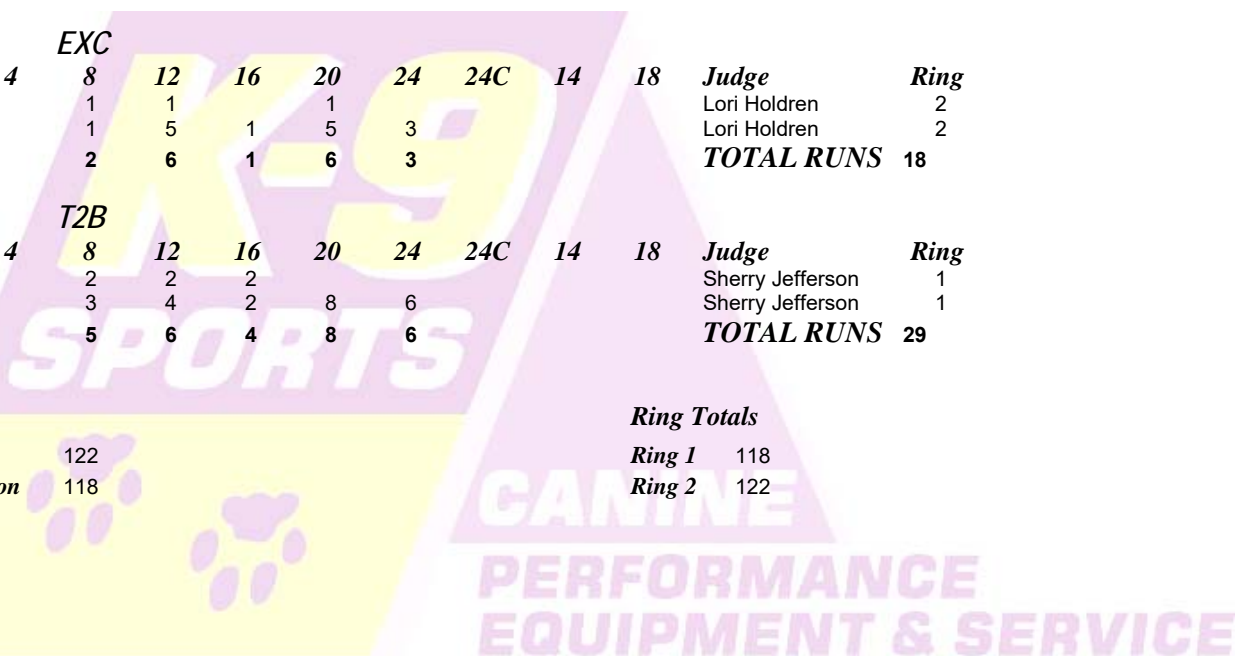 EXC
4 8 12 16 20 24 24C 14 18 Judge Ring
1 1 1 Lori Holdren 2
1 5 1 5 3 Lori Holdren 2
2 6 1 6 3 TOTAL RUNS 18
T2B
4 8 12 16 20 24 24C 14 18 Judge Ring
2 2 2 Sherry Jefferson 1
3 4 2 8 6 Sherry Jefferson 1
5 6 4 8 6 TOTAL RUNS 29
Ring Totals
122 Ring 1 118
on 118 Ring 2 122
K-9
SPORTS
CANINE
PERFORMANCE
EQUIPMENT & SERVICE